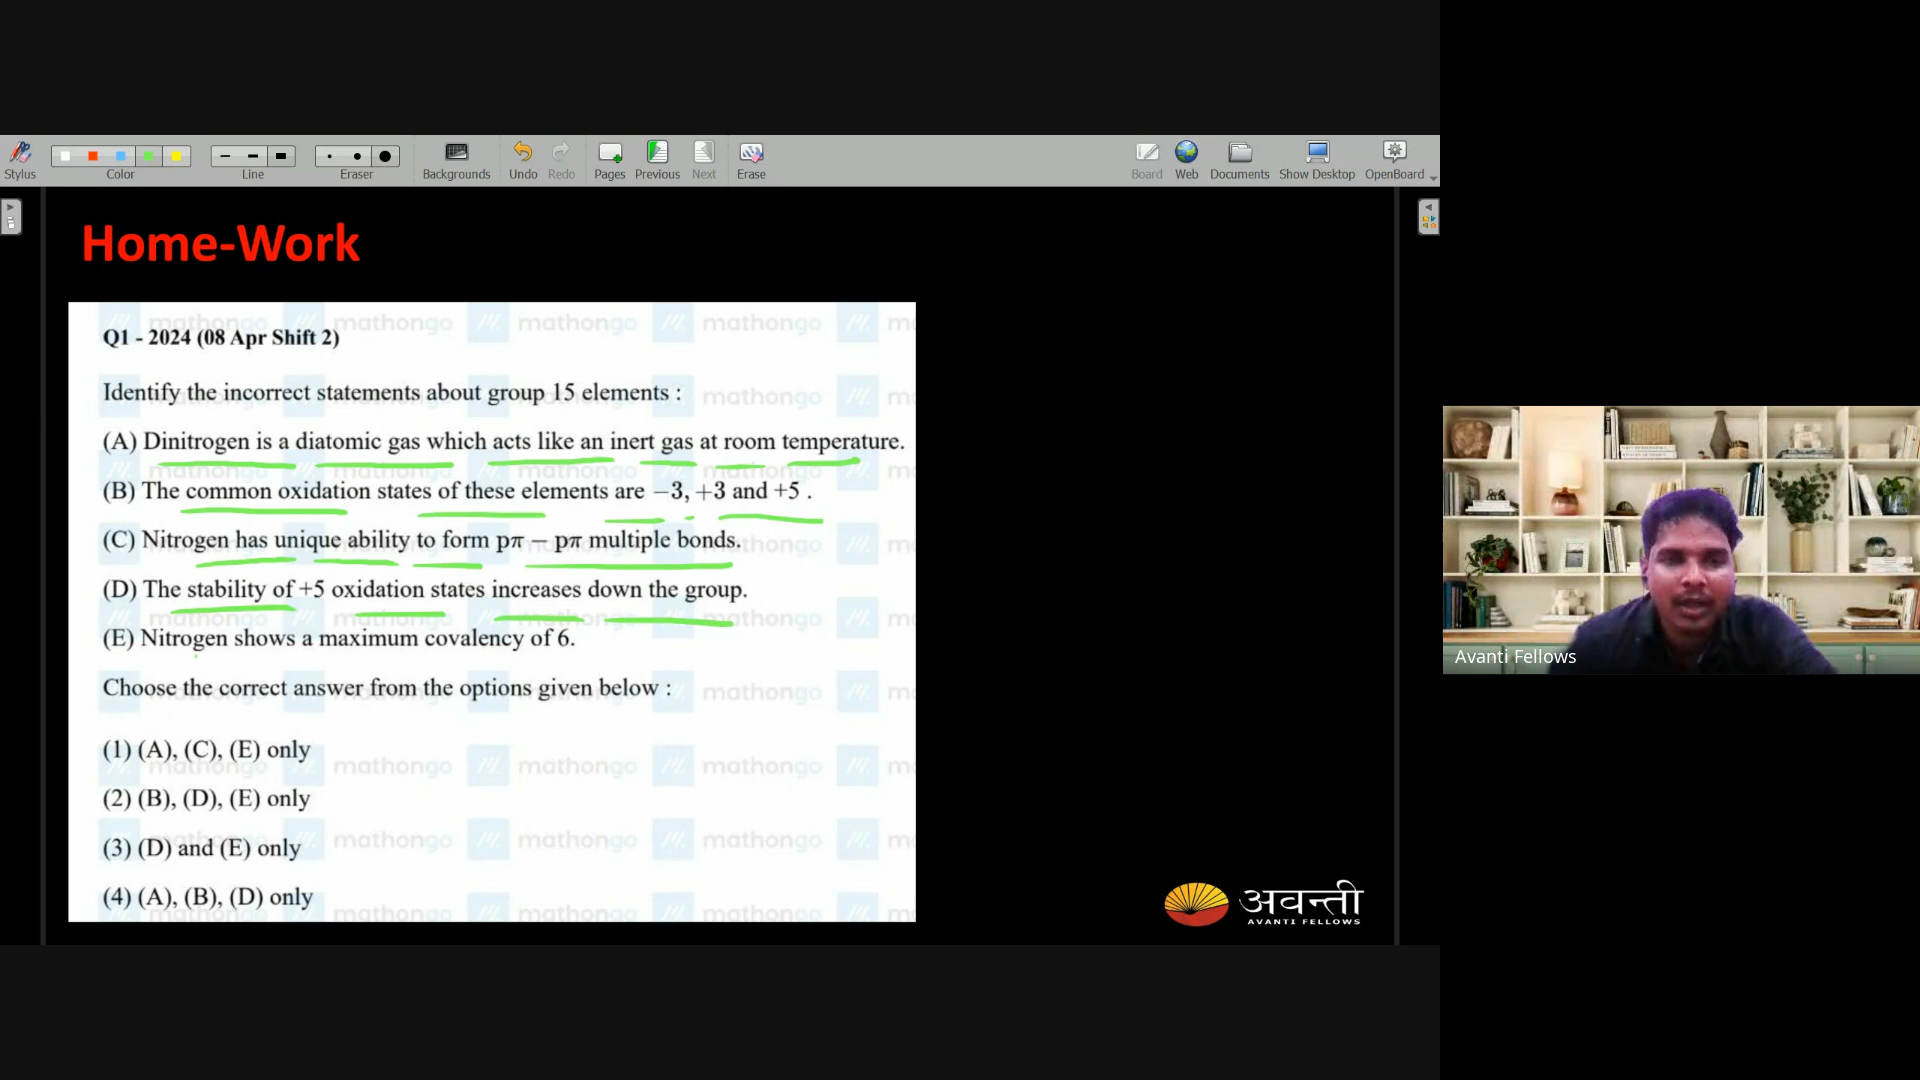 Stylus
Color
Line
Eraser
Backgrounds
Undo
Redo
Pages
Previous
Next
Erase
Board
Web
Documents
Show Desktop
OpenBoard
Home-Work
Q1 - 2024 (08 Apr Shift 2)
Identify the incorrect statements about group 15 elements :
(A) Dinitrogen is a diatomic gas which acts like an inert gas at room temperature.
(B) The common oxidation states of these elements are −3, +3 and +5 .
(C) Nitrogen has unique ability to form pπ − pπ multiple bonds.
(D) The stability of +5 oxidation states increases down the group.
(E) Nitrogen shows a maximum covalency of 6.
Choose the correct answer from the options given below :
(1) (A), (C), (E) only
(2) (B), (D), (E) only
(3) (D) and (E) only
(4) (A), (B), (D) only
mathongo
अवन्ती
AVANTI FELLOWS
Avanti Fellows